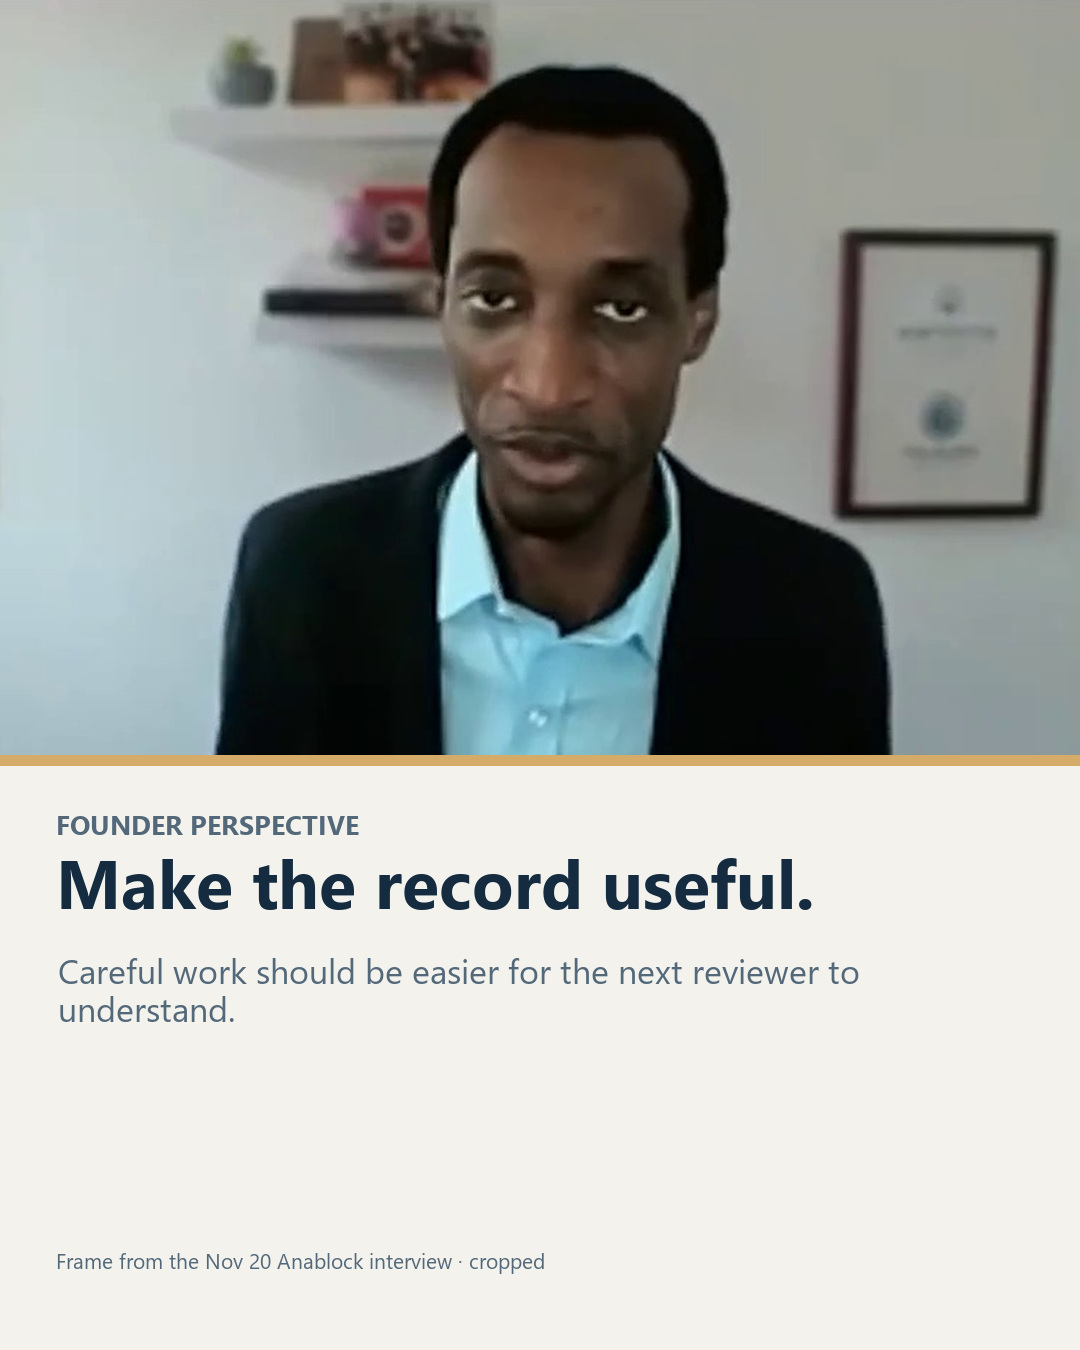 FOUNDER PERSPECTIVE
Make the record useful.
Careful work should be easier for the next reviewer to
understand.
Frame from the Nov 20 Anablock interview · cropped